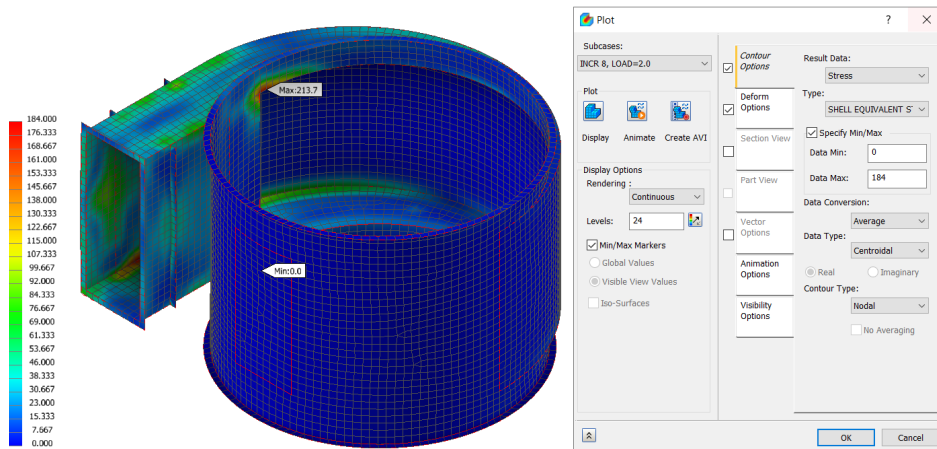 184.000
176.333
168.667
161.000
153.333
145.667
138.000
130.333
122.667
115.000
107.333
99.667
92.000
84.333
76.667
69.000
61.333
53.667
46.000
38.333
30.667
23.000
15.333
7.667
0.000
Max:213.7
Min:0.0
Plot
?
Subcases:
INCR 8, LOAD=2.0
Plot
Display
Animate
Create AVI
Display Options
Rendering :
Continuous
Levels:
24
Min/Max Markers
Global Values
Visible View Values
Iso-Surfaces
Contour
Options
Deform
Options
Section View
Part View
Vector
Options
Animation
Options
Visibility
Options
Result Data:
Stress
Type:
SHELL EQUIVALENT ST
Specify Min/Max
Data Min:
0
Data Max:
184
Data Conversion:
Average
Data Type:
Centroidal
Real
Imaginary
Contour Type:
Nodal
No Averaging
OK
Cancel